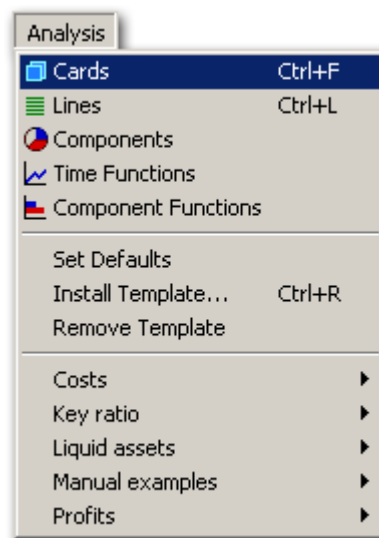 Analysis
Cards Ctrl+F
Lines Ctrl+L
Components
Time Functions
Component Functions
Set Defaults
Install Template... Ctrl+R
Remove Template
Costs
Key ratio
Liquid assets
Manual examples
Profits